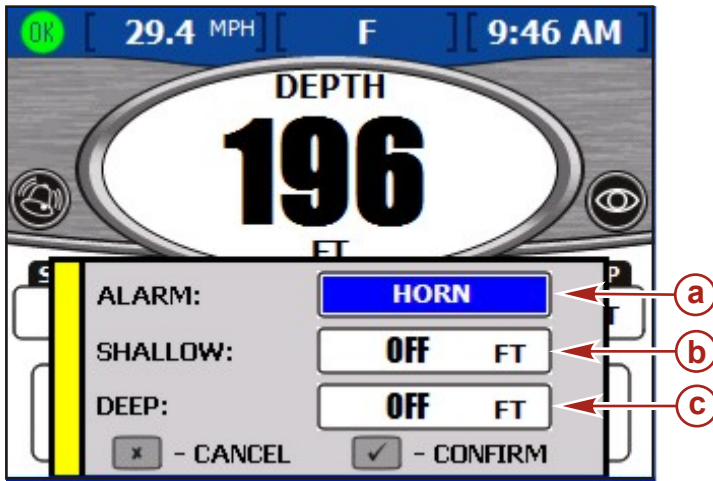 OK [ 29.4 MPH ] [ F ] [ 9:46 AM ]
DEPTH
196
FT
S P
T
ALARM: HORN a
SHALLOW: OFF FT b
DEEP: OFF FT c
x - CANCEL ✓ - CONFIRM